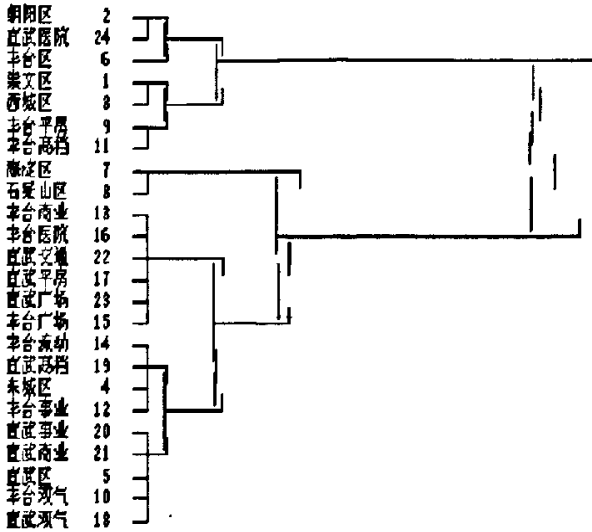 朝阳区 2
宣武医院 24
丰台区 6
崇文区 1
西城区 8
丰台平房 9
丰台高档 11
海淀区 7
石景山区 8
丰台商业 13
丰台医院 16
宣武交通 22
宣武平房 17
宣武广场 23
丰台广场 15
丰台流动 14
宣武高档 19
东城区 4
丰台事业 12
宣武事业 20
宣武商业 21
宣武区 5
丰台煤气 10
宣武煤气 18